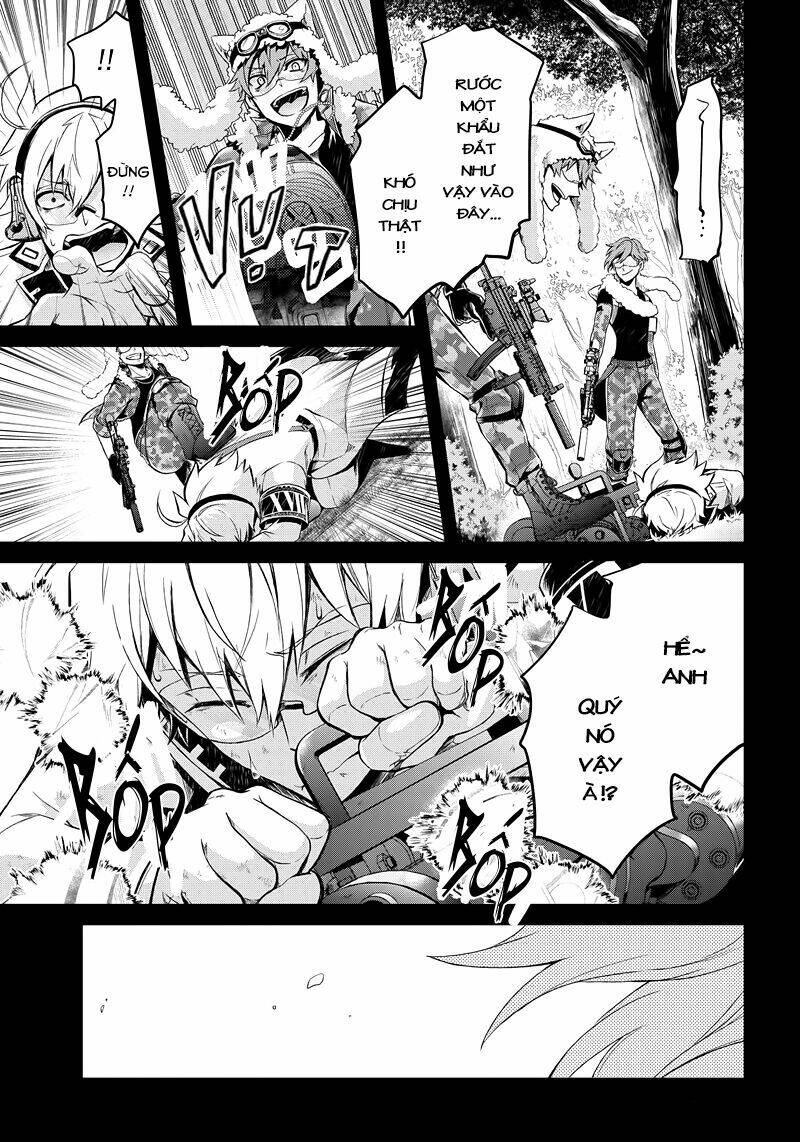 ...!!
RƯỚC
MỘT
KHẨU
ĐẮT
NHƯ
VẬY VÀO
ĐÂY...
KHÓ
CHỊU
THẬT
!!
VỤT
ĐỪNG
!!
BỐP
HỀ~
ANH
QUÝ
NÓ
VẬY
À!?
BỐP
BỐP
BỐP
XXII